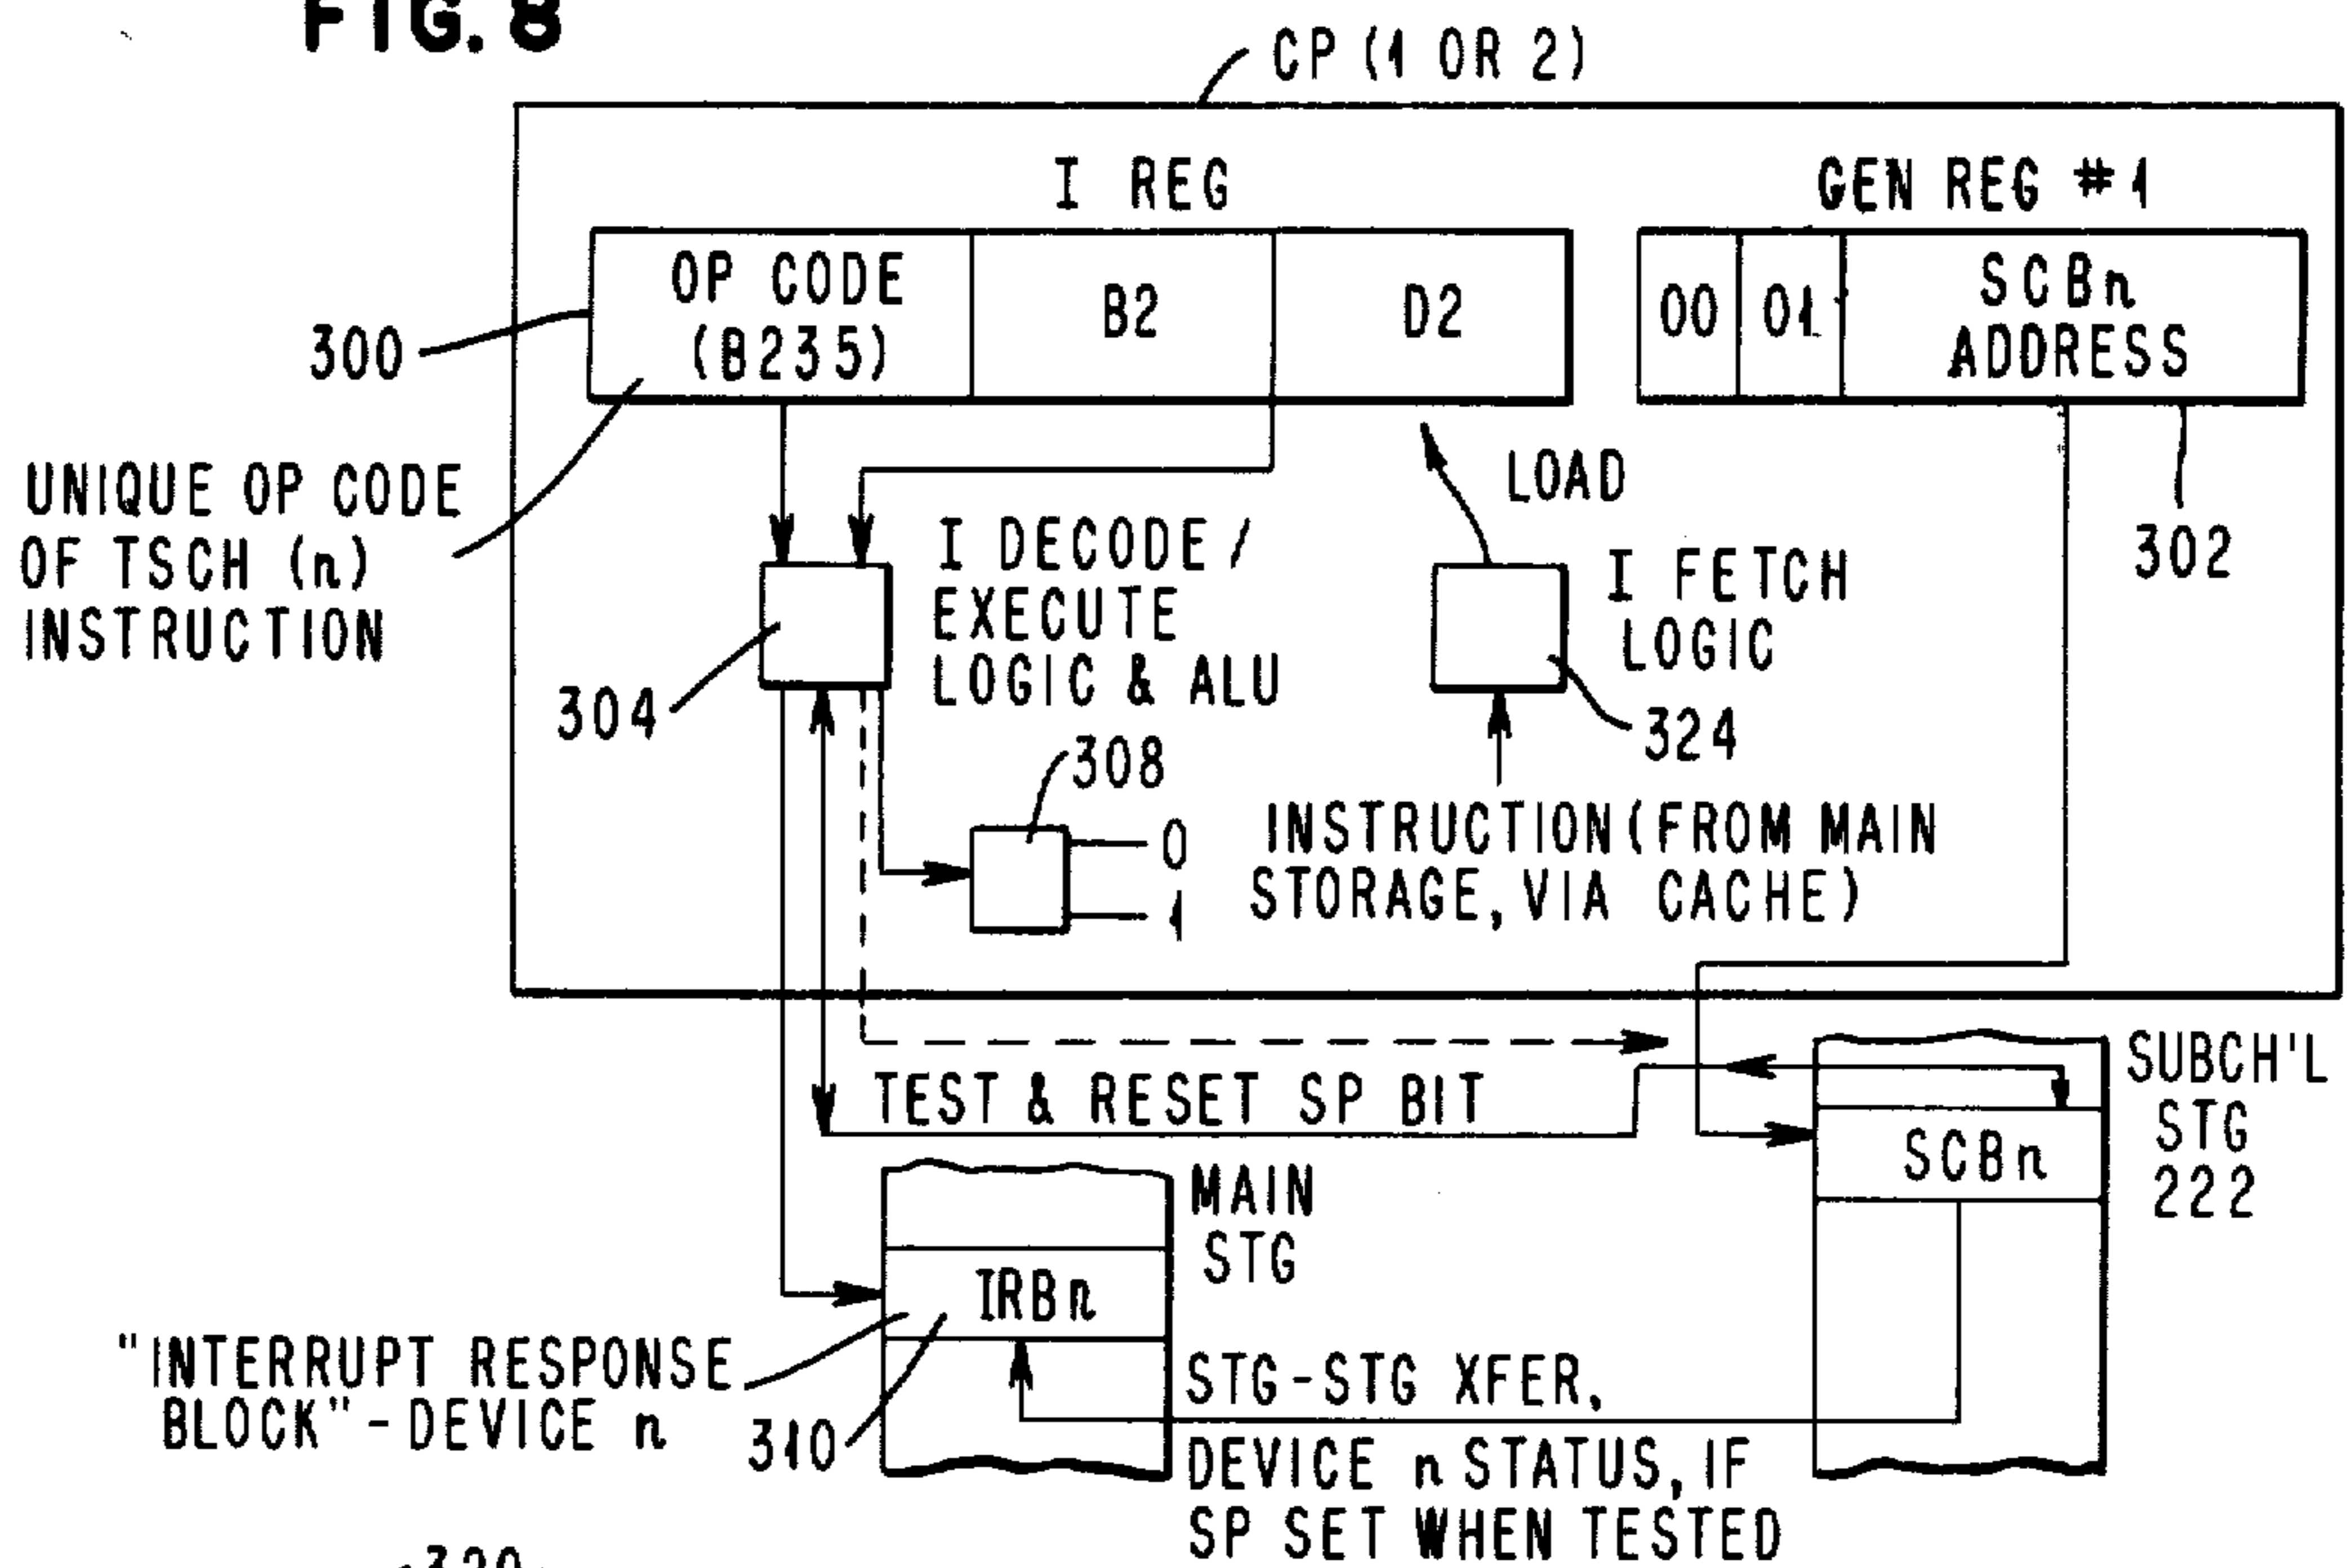 FIG. 8
CP (1 OR 2)
I REG
GEN REG #1
OP CODE
(B235)
B2
D2
00
01
SCBn
ADDRESS
300
UNIQUE OP CODE
OF TSCH (n)
INSTRUCTION
LOAD
302
I DECODE /
EXECUTE
LOGIC & ALU
I FETCH
LOGIC
304
324
308
0
1
INSTRUCTION (FROM MAIN
STORAGE, VIA CACHE)
TEST & RESET SP BIT
SUBCH'L
STG
222
SCBn
MAIN
STG
IRBn
"INTERRUPT RESPONSE
BLOCK" - DEVICE n
310
STG-STG XFER,
DEVICE n STATUS, IF
SP SET WHEN TESTED
320